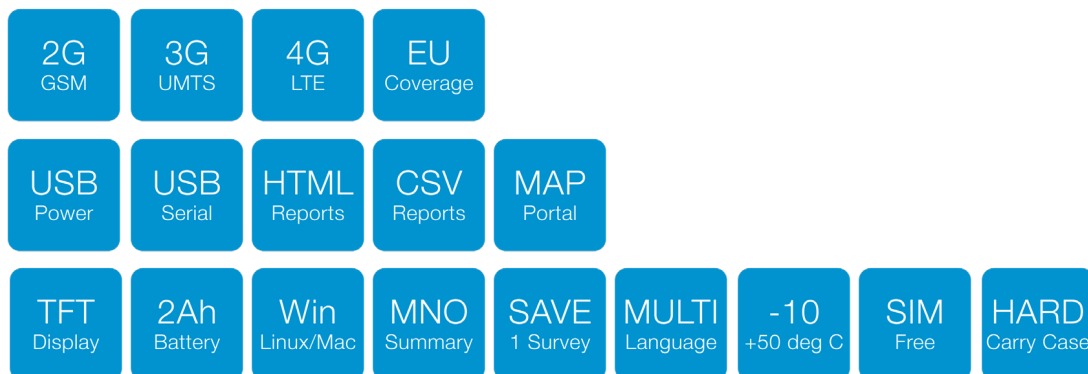 2G
GSM
3G
UMTS
4G
LTE
EU
Coverage
USB
Power
USB
Serial
HTML
Reports
CSV
Reports
MAP
Portal
TFT
Display
2Ah
Battery
Win
Linux/Mac
MNO
Summary
SAVE
1 Survey
MULTI
Language
-10
+50 deg C
SIM
Free
HARD
Carry Case